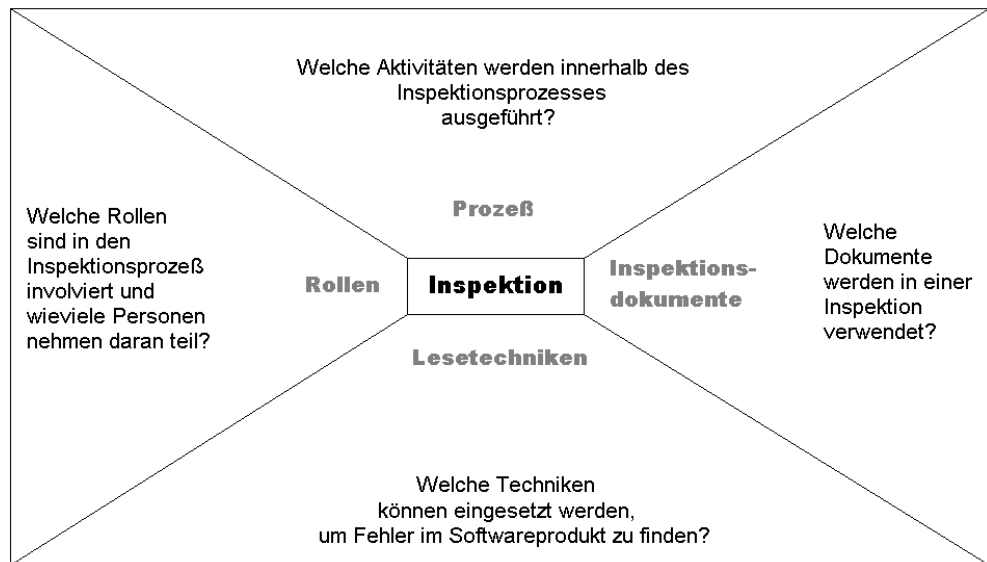 Welche Aktivitäten werden innerhalb des
Inspektionsprozesses
ausgeführt?
Prozeß
Welche Rollen
sind in den
Inspektionsprozeß
involviert und
wieviele Personen
nehmen daran teil?
Rollen
Inspektion
Inspektions-
dokumente
Welche
Dokumente
werden in einer
Inspektion
verwendet?
Lesetechniken
Welche Techniken
können eingesetzt werden,
um Fehler im Softwareprodukt zu finden?